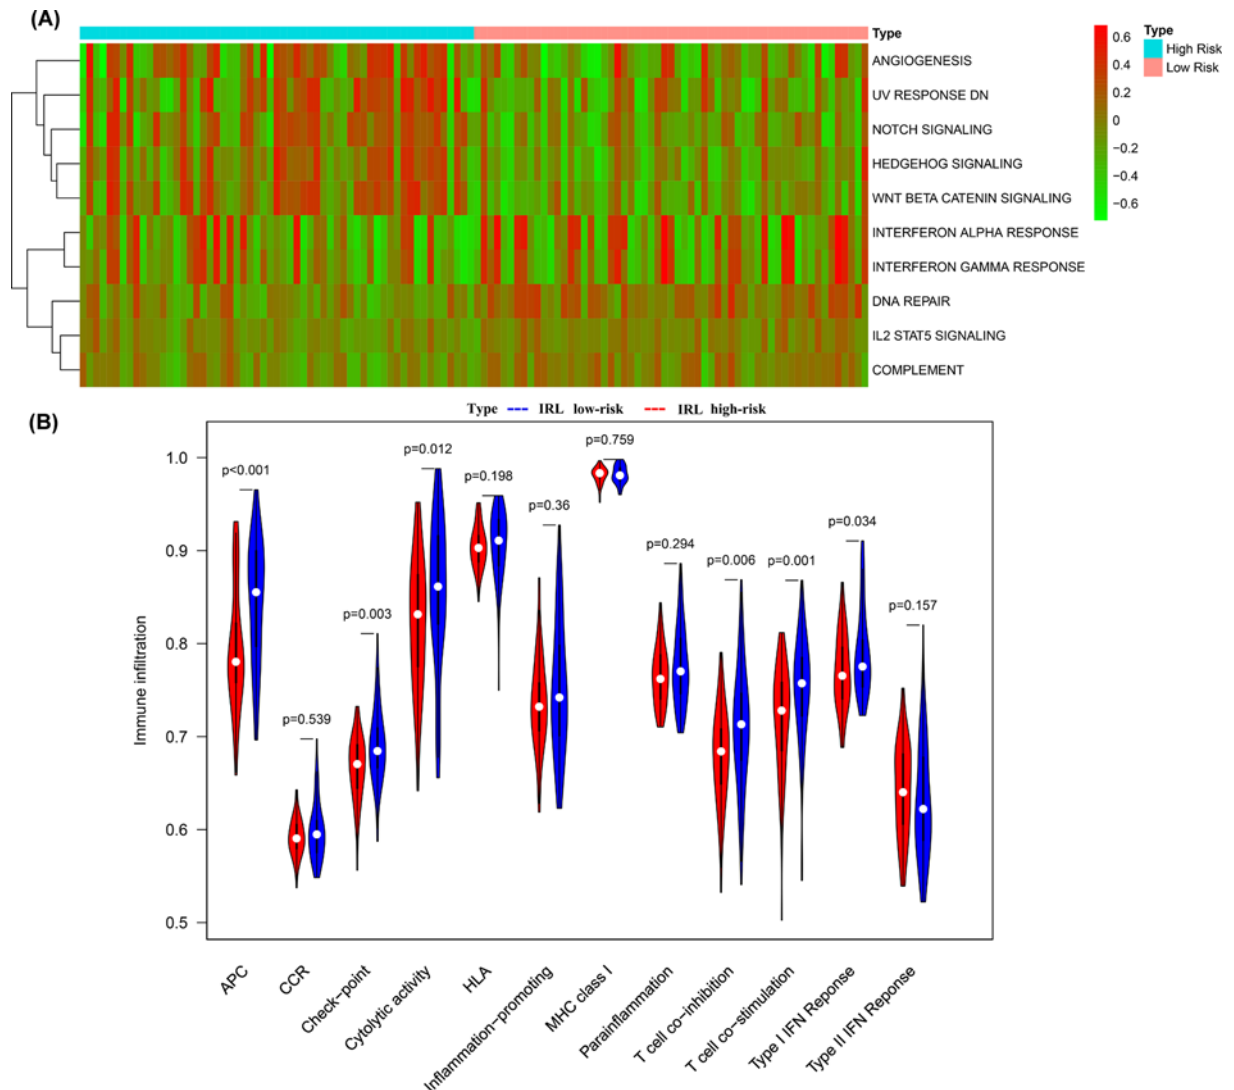 (A)
Type
ANGIOGENESIS
UV RESPONSE DN
NOTCH SIGNALING
HEDGEHOG SIGNALING
WNT BETA CATENIN SIGNALING
INTERFERON ALPHA RESPONSE
INTERFERON GAMMA RESPONSE
DNA REPAIR
IL2 STAT5 SIGNALING
COMPLEMENT
0.6
0.4
0.2
0
−0.2
−0.4
−0.6
Type
High Risk
Low Risk
(B)
Type IRL low-risk IRL high-risk
Immune infiltration
1.0
0.9
0.8
0.7
0.6
0.5
p<0.001
p=0.539
p=0.003
p=0.012
p=0.198
p=0.36
p=0.759
p=0.294
p=0.006
p=0.001
p=0.034
p=0.157
APC
CCR
Check−point
Cytolytic activity
HLA
Inflammation−promoting
MHC class I
Parainflammation
T cell co−inhibition
T cell co−stimulation
Type I IFN Reponse
Type II IFN Reponse